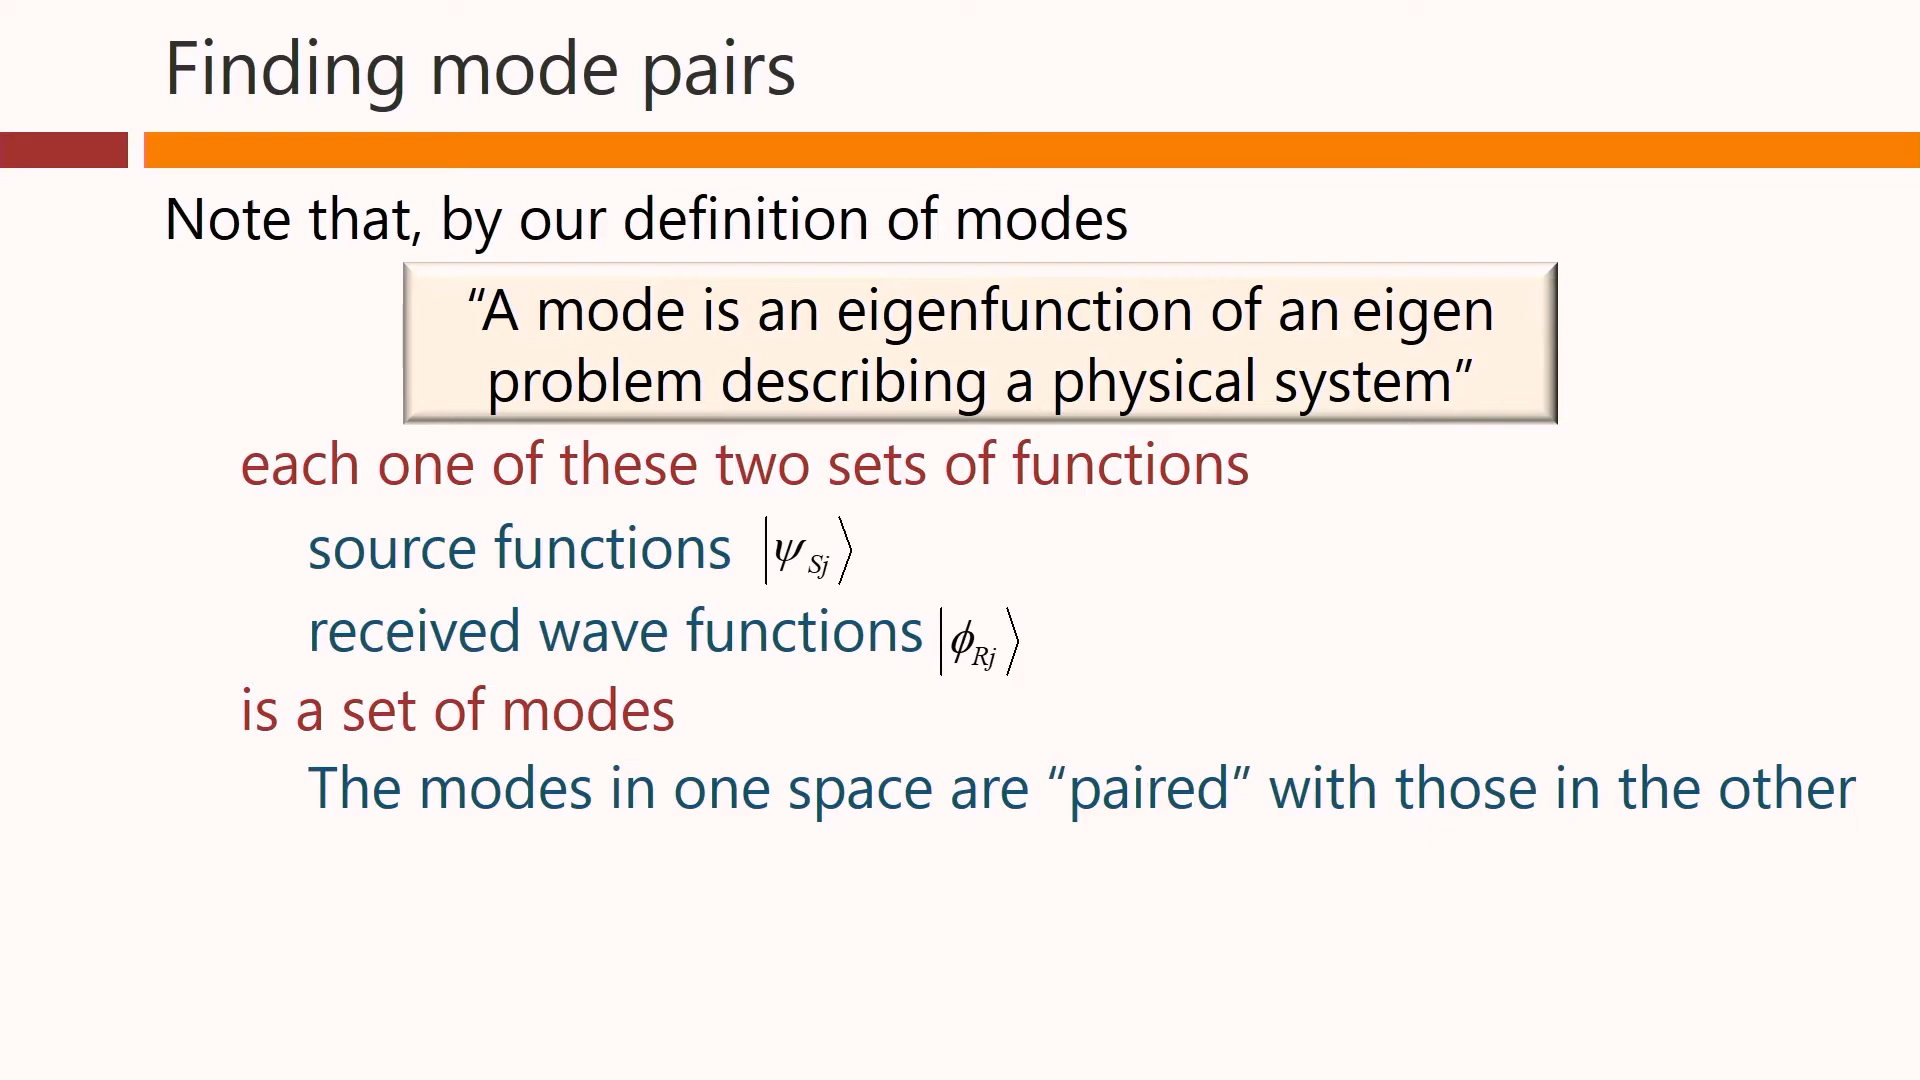 Finding mode pairs
Note that, by our definition of modes
“A mode is an eigenfunction of an eigen
problem describing a physical system”
each one of these two sets of functions
source functions |ψ_Sj⟩
received wave functions |ϕ_Rj⟩
is a set of modes
The modes in one space are “paired” with those in the other